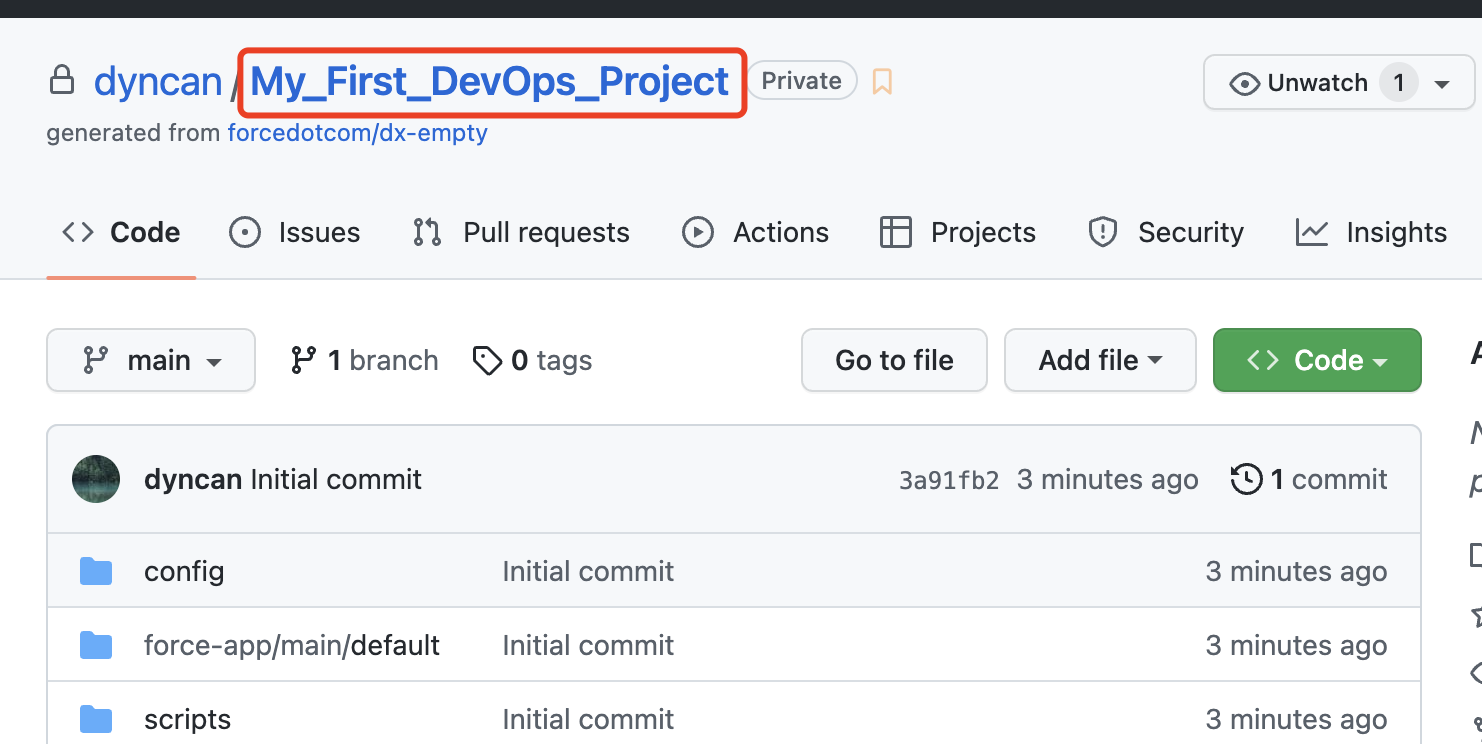 dyncan / My_First_DevOps_Project Private Unwatch 1
generated from forcedotcom/dx-empty
Code Issues Pull requests Actions Projects Security Insights
main 1 branch 0 tags Go to file Add file Code
dyncan Initial commit 3a91fb2 3 minutes ago 1 commit
config Initial commit 3 minutes ago
force-app/main/default Initial commit 3 minutes ago
scripts Initial commit 3 minutes ago